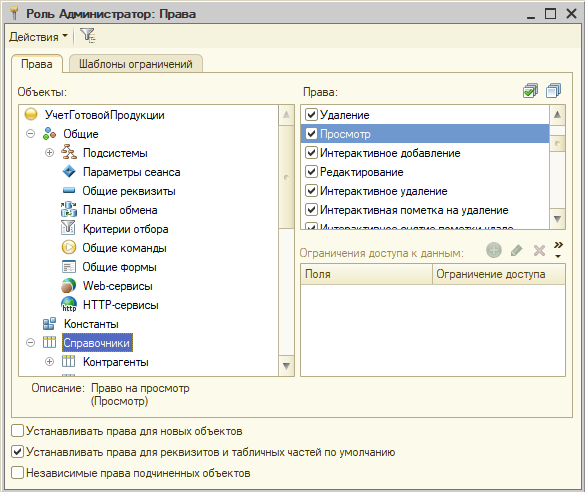 Роль Администратор: Права
Действия
Права
Шаблоны ограничений
Объекты:
УчетГотовойПродукции
Общие
Подсистемы
Параметры сеанса
Общие реквизиты
Планы обмена
Критерии отбора
Общие команды
Общие формы
Web-сервисы
HTTP-сервисы
Константы
Справочники
Контрагенты
Права:
Удаление
Просмотр
Интерактивное добавление
Редактирование
Интерактивное удаление
Интерактивная пометка на удаление
Интерактивное снятие пометки удале
Ограничения доступа к данным:
Поля
Ограничение доступа
Описание: Право на просмотр
(Просмотр)
Устанавливать права для новых объектов
Устанавливать права для реквизитов и табличных частей по умолчанию
Независимые права подчиненных объектов